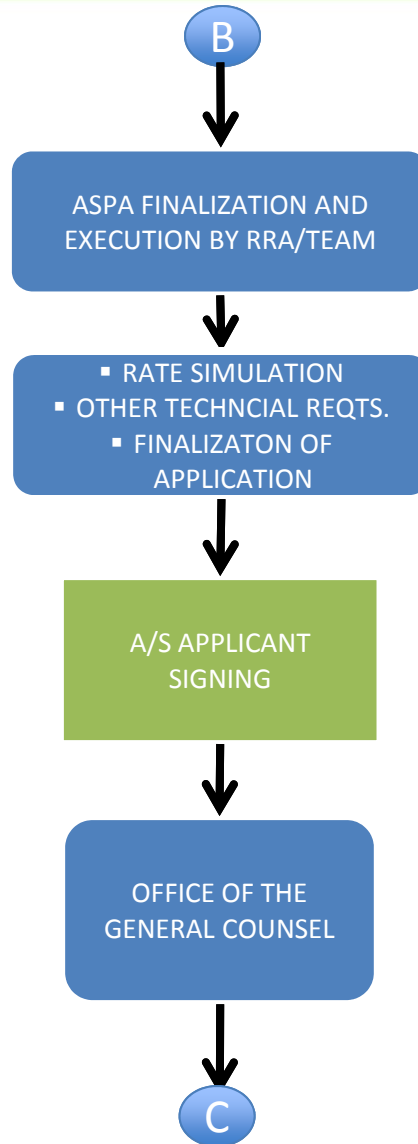 B
ASPA FINALIZATION AND
EXECUTION BY RRA/TEAM
▪ RATE SIMULATION
▪ OTHER TECHNCIAL REQTS.
▪ FINALIZATON OF
APPLICATION
A/S APPLICANT
SIGNING
OFFICE OF THE
GENERAL COUNSEL
C